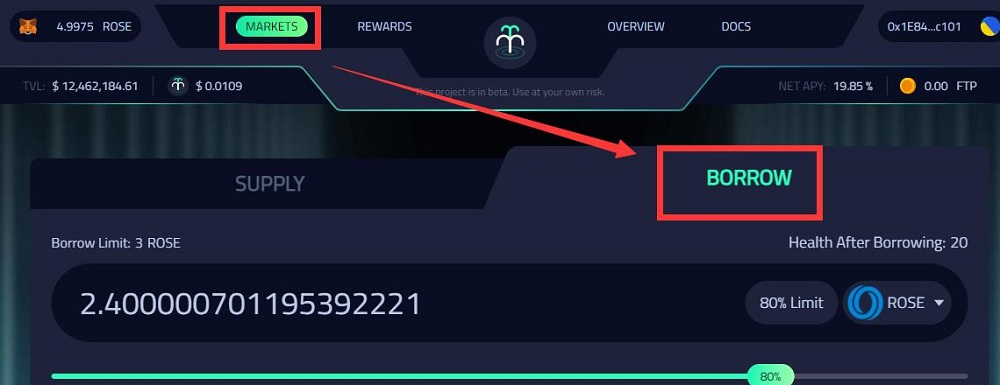 4.9975 ROSE
MARKETS
REWARDS
OVERVIEW
DOCS
0x1E84...c101
TVL: $ 12,462,184.61
$ 0.0109
This project is in beta. Use at your own risk.
NET APY: 19.85 %
0.00 FTP
SUPPLY
BORROW
Borrow Limit: 3 ROSE
Health After Borrowing: 20
2.400000701195392221
80% Limit
ROSE
80%